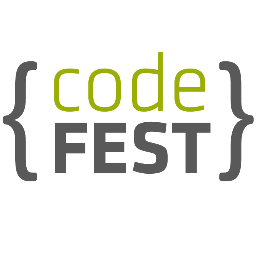 { code
FEST }